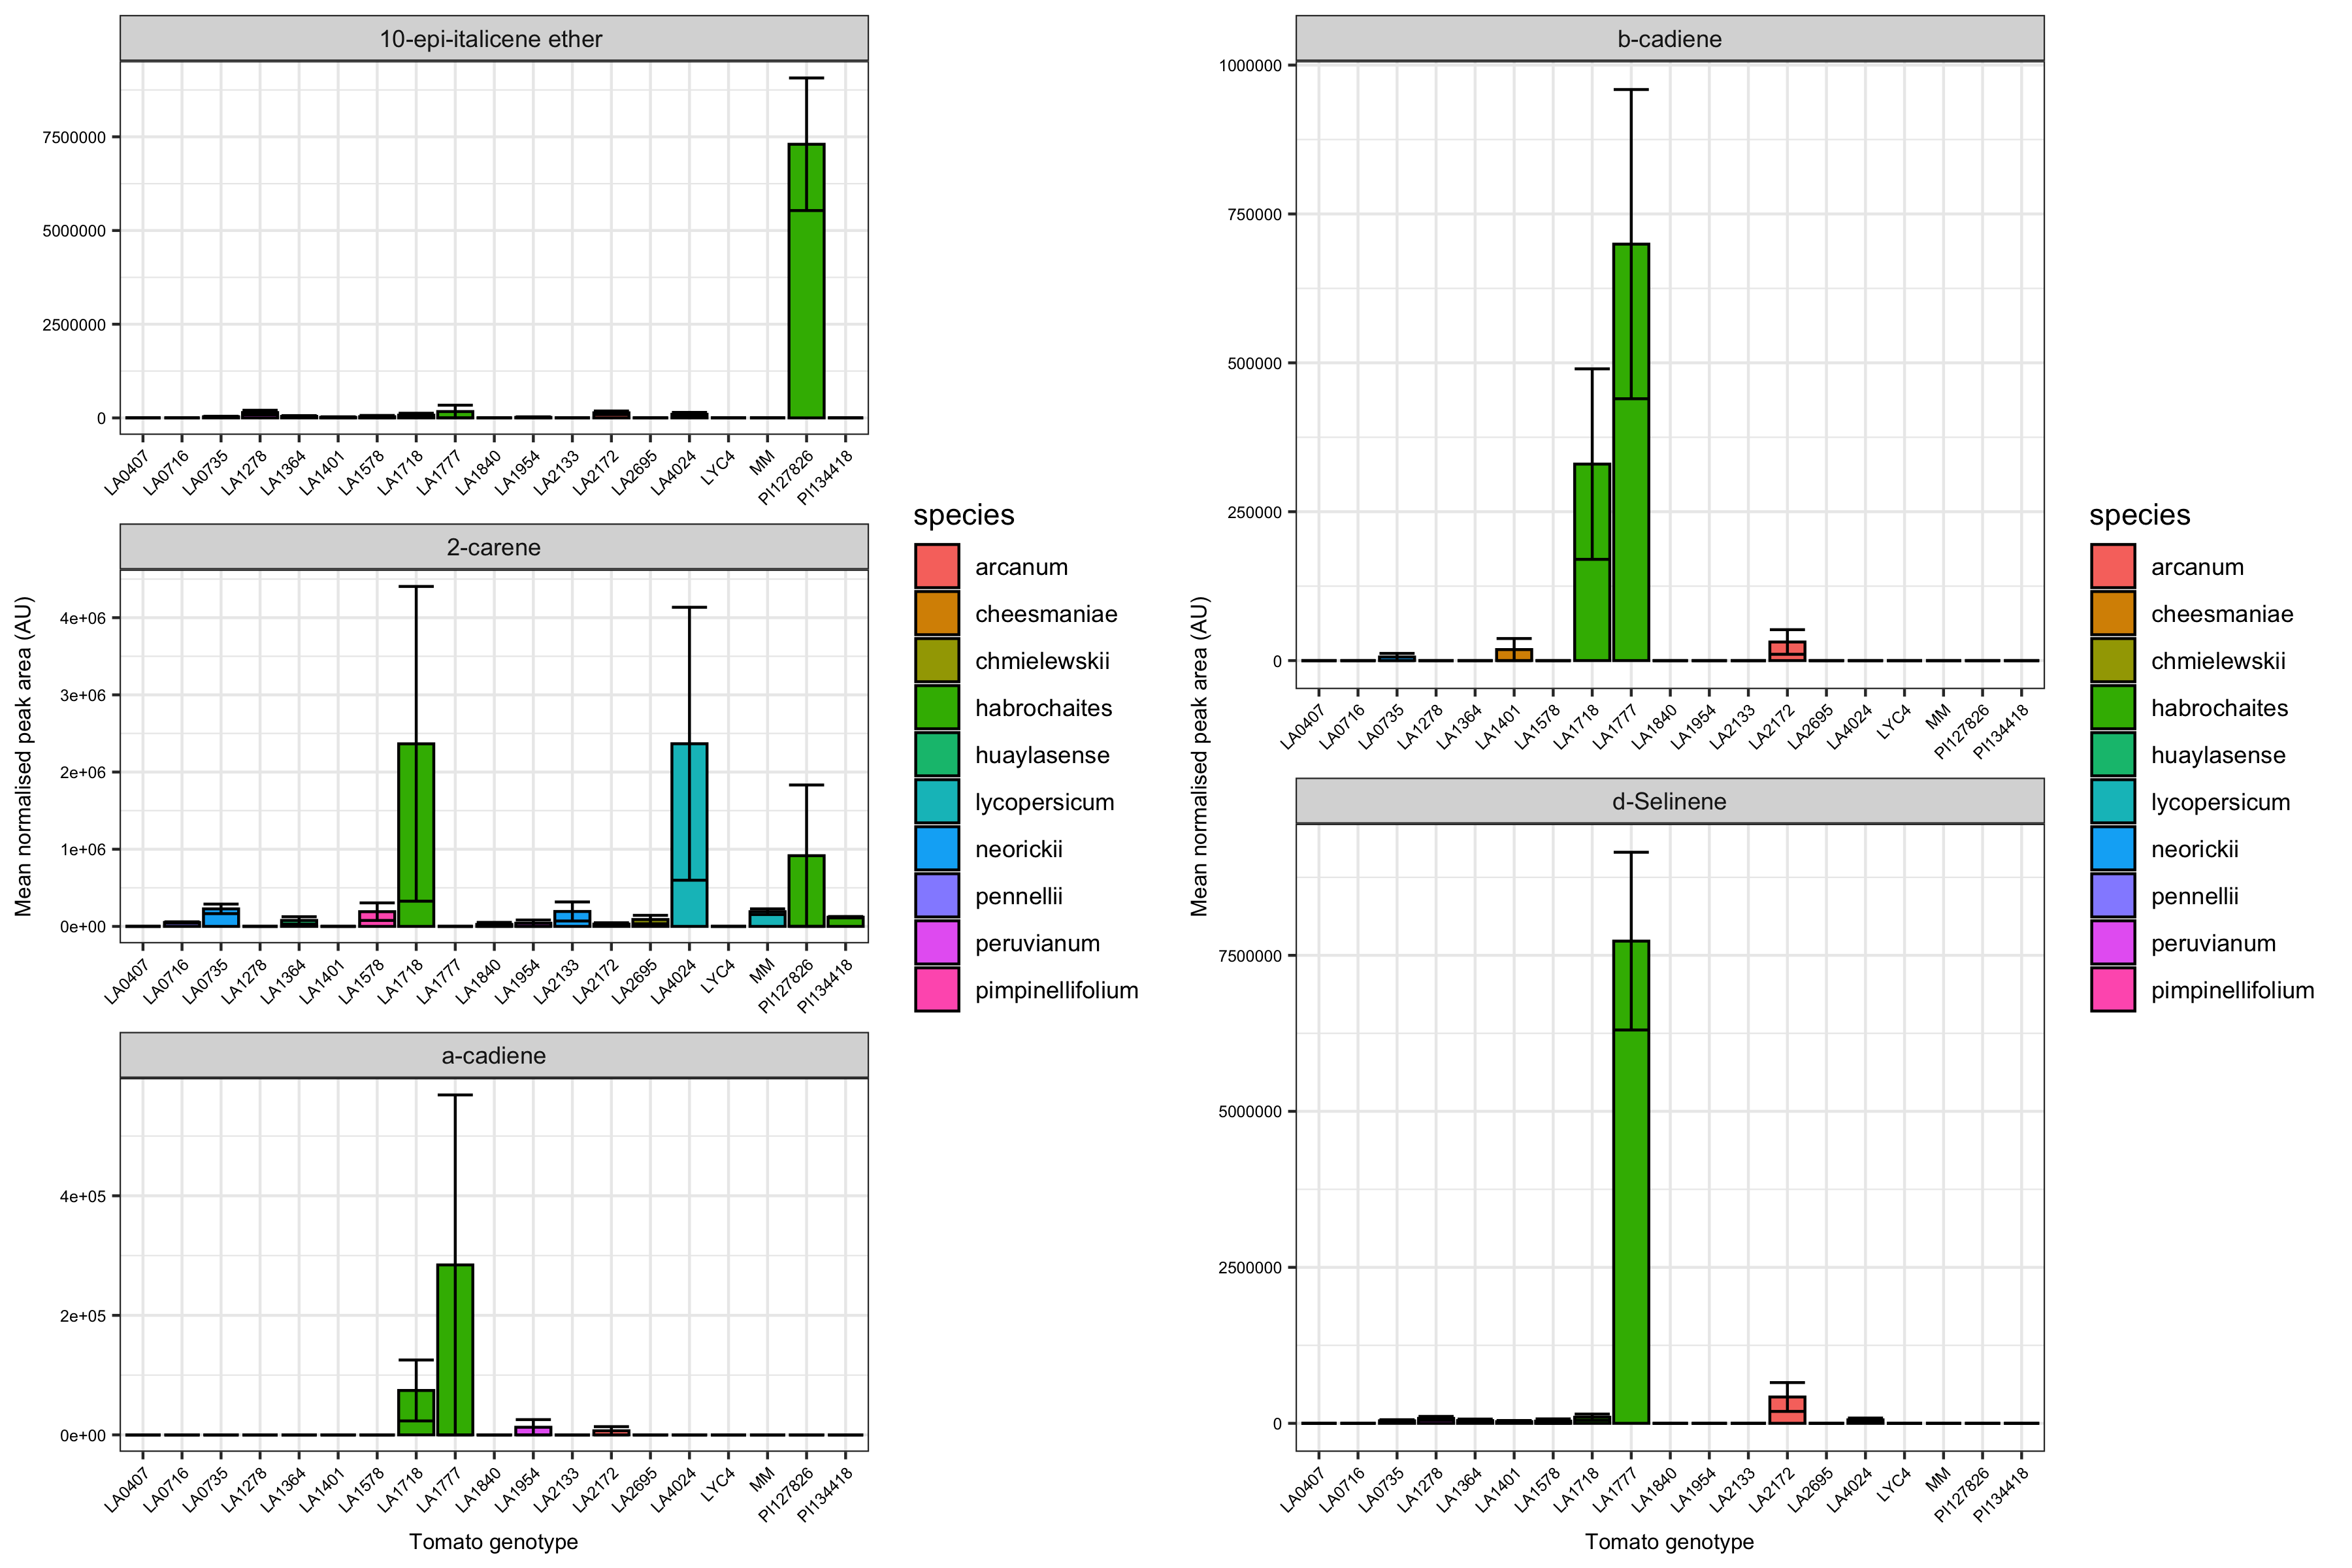 10-epi-italicene ether
7500000
5000000
2500000
0
LA0407 LA0716 LA0735 LA1278 LA1364 LA1401 LA1578 LA1718 LA1777 LA1840 LA1954 LA2133 LA2172 LA2695 LA4024 LYC4 MM PI127826 PI134418
2-carene
4e+06
3e+06
2e+06
1e+06
0e+00
LA0407 LA0716 LA0735 LA1278 LA1364 LA1401 LA1578 LA1718 LA1777 LA1840 LA1954 LA2133 LA2172 LA2695 LA4024 LYC4 MM PI127826 PI134418
a-cadiene
4e+05
2e+05
0e+00
LA0407 LA0716 LA0735 LA1278 LA1364 LA1401 LA1578 LA1718 LA1777 LA1840 LA1954 LA2133 LA2172 LA2695 LA4024 LYC4 MM PI127826 PI134418
Mean normalised peak area (AU)
Tomato genotype
species
arcanum
cheesmaniae
chmielewskii
habrochaites
huaylasense
lycopersicum
neorickii
pennellii
peruvianum
pimpinellifolium
b-cadiene
1000000
750000
500000
250000
0
LA0407 LA0716 LA0735 LA1278 LA1364 LA1401 LA1578 LA1718 LA1777 LA1840 LA1954 LA2133 LA2172 LA2695 LA4024 LYC4 MM PI127826 PI134418
d-Selinene
7500000
5000000
2500000
0
LA0407 LA0716 LA0735 LA1278 LA1364 LA1401 LA1578 LA1718 LA1777 LA1840 LA1954 LA2133 LA2172 LA2695 LA4024 LYC4 MM PI127826 PI134418
Mean normalised peak area (AU)
Tomato genotype
species
arcanum
cheesmaniae
chmielewskii
habrochaites
huaylasense
lycopersicum
neorickii
pennellii
peruvianum
pimpinellifolium